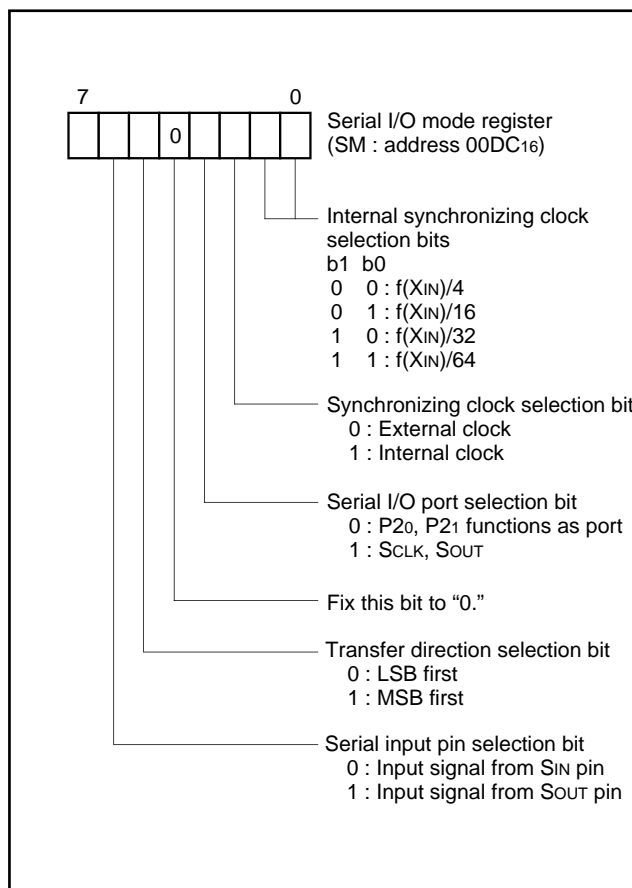 7 0
0
Serial I/O mode register
(SM : address 00DC16)
Internal synchronizing clock
selection bits
b1 b0
0 0 : f(XIN)/4
0 1 : f(XIN)/16
1 0 : f(XIN)/32
1 1 : f(XIN)/64
Synchronizing clock selection bit
0 : External clock
1 : Internal clock
Serial I/O port selection bit
0 : P20, P21 functions as port
1 : SCLK, SOUT
Fix this bit to “0.”
Transfer direction selection bit
0 : LSB first
1 : MSB first
Serial input pin selection bit
0 : Input signal from SIN pin
1 : Input signal from SOUT pin